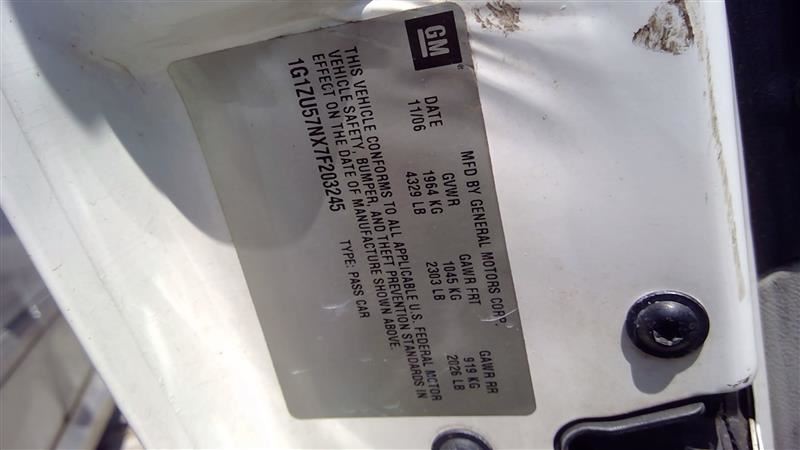 GM
MFD BY GENERAL MOTORS CORP.
DATE GVWR GAWR FRT GAWR RR
11/06 1964 KG 1045 KG 919 KG
4329 LB 2303 LB 2026 LB
THIS VEHICLE CONFORMS TO ALL APPLICABLE U.S. FEDERAL MOTOR
VEHICLE SAFETY, BUMPER, AND THEFT PREVENTION STANDARDS IN
EFFECT ON THE DATE OF MANUFACTURE SHOWN ABOVE.
1G1ZU57NX7F203245 TYPE: PASS CAR